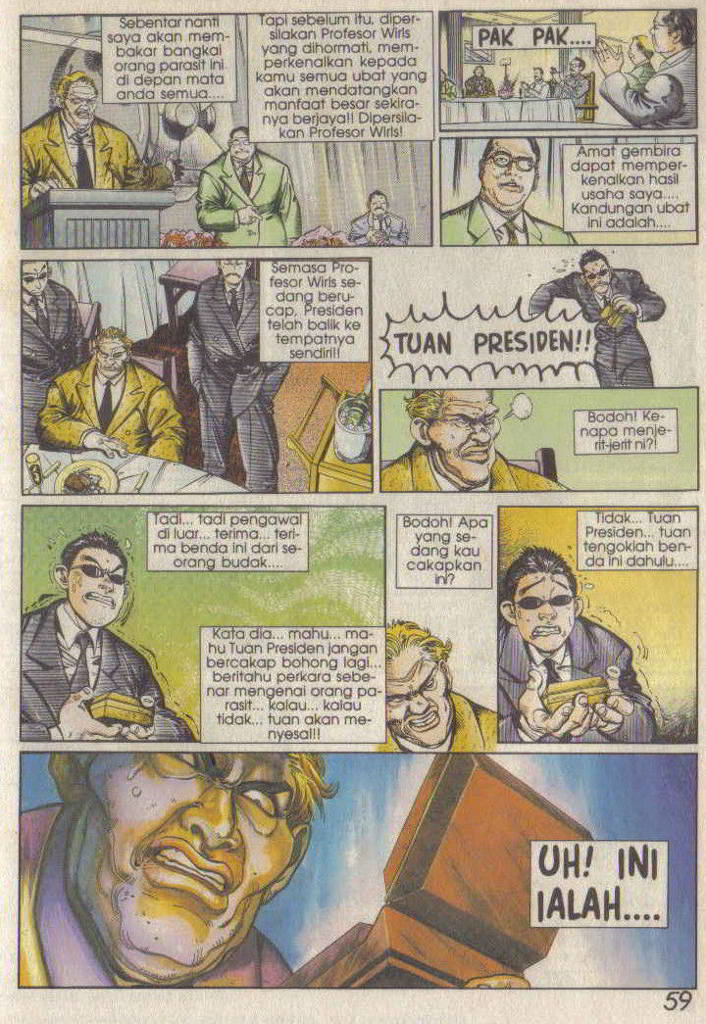 Sebentar nanti
saya akan mem-
bakar bangkai
orang parasit ini
di depan mata
anda semua....
Tapi sebelum itu, diper-
silakan Profesor Wirls
yang dihormati, mem-
perkenalkan kepada
kamu semua ubat yang
akan mendatangkan
manfaat besar sekira-
nya berjaya!! Dipersila-
kan Profesor Wirls!
PAK PAK....
Amat gembira
dapat memper-
kenalkan hasil
usaha saya....
Kandungan ubat
ini adalah....
Semasa Pro-
fesor Wirls se-
dang beru-
cap, Presiden
telah balik ke
tempatnya
sendiri!!
TUAN PRESIDEN!!
Bodoh! Ke-
napa menje-
rit-jerit ni?!
Tadi... tadi pengawal
di luar... terima... teri-
ma benda ini dari se-
orang budak....
Kata dia... mahu... ma-
hu Tuan Presiden jangan
bercakap bohong lagi...
beritahu perkara sebe-
nar mengenai orang pa-
rasit... kalau... kalau
tidak... tuan akan me-
nyesal!!
Bodoh! Apa
yang se-
dang kau
cakapkan
ini?
Tidak... Tuan
Presiden... tuan
tengoklah ben-
da ini dahulu....
UH! INI
IALAH....
59